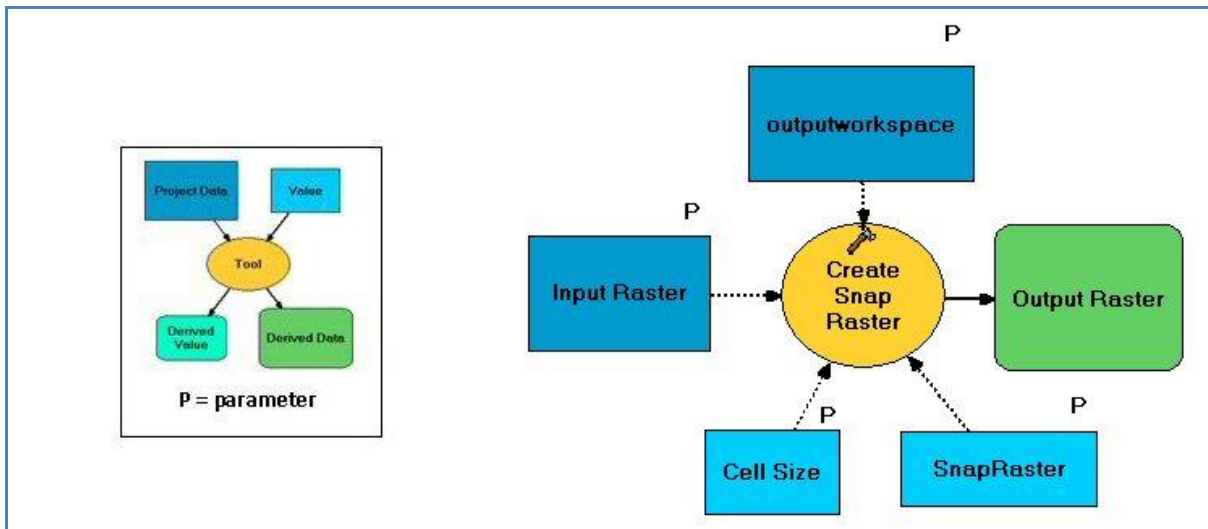 Project Data
Value
Tool
Derived
Value
Derived Data
P = parameter
P
outputworkspace
P
Input Raster
Create
Snap
Raster
Output Raster
P
Cell Size
P
SnapRaster